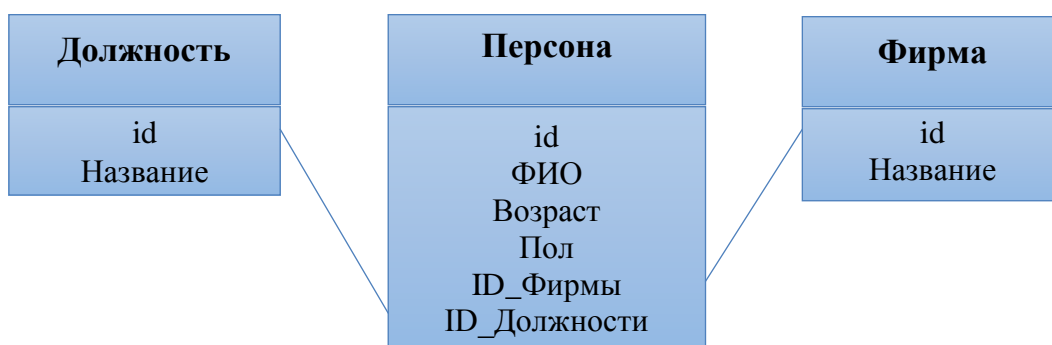 Должность
id
Название
Персона
id
ФИО
Возраст
Пол
ID_Фирмы
ID_Должности
Фирма
id
Название